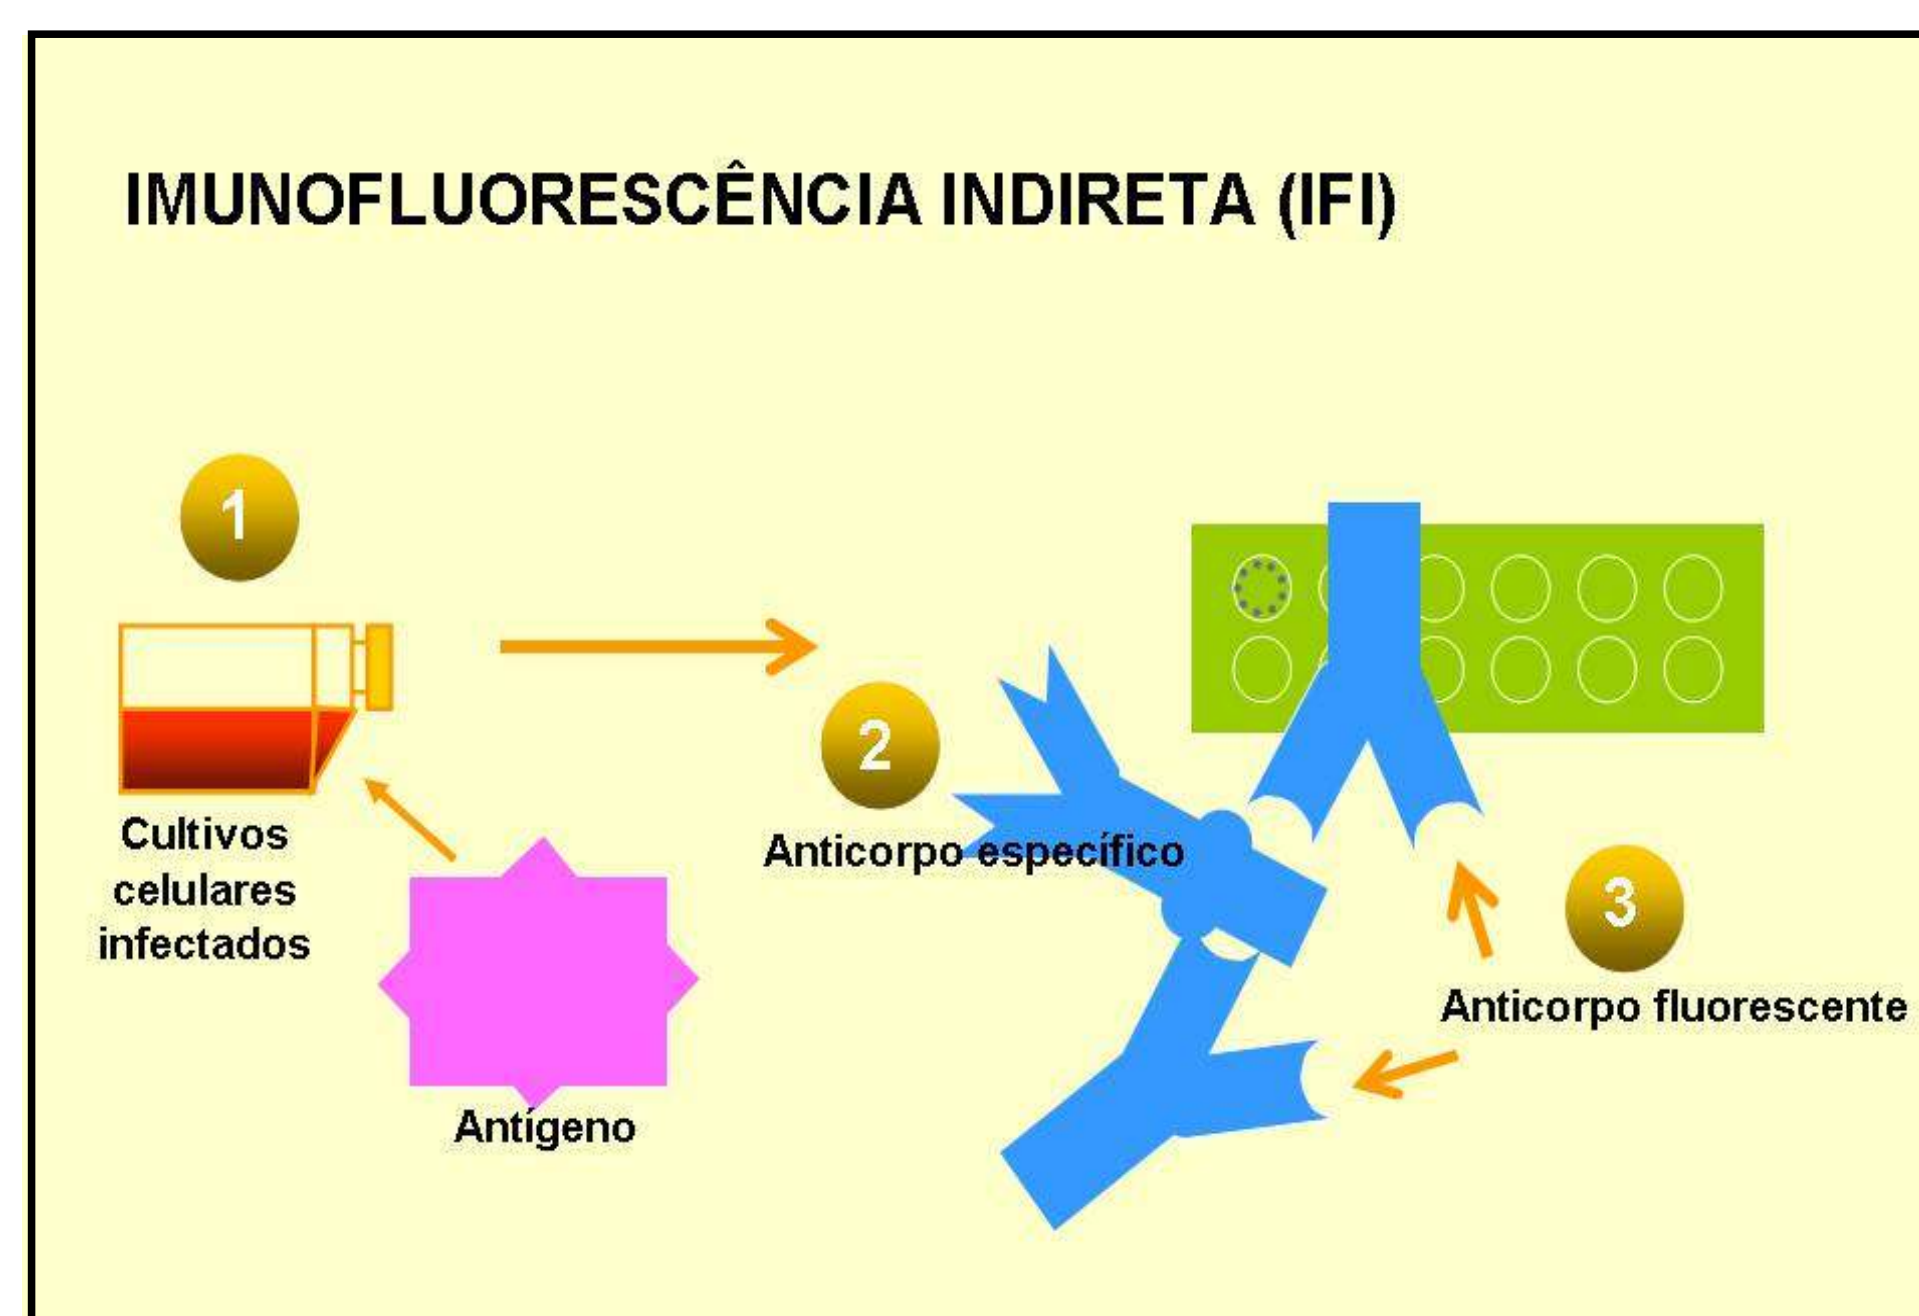 IMUNOFLUORESCÊNCIA INDIRETA (IFI)
1
Cultivos
celulares
infectados
Antígeno
2
Anticorpo específico
3
Anticorpo fluorescente